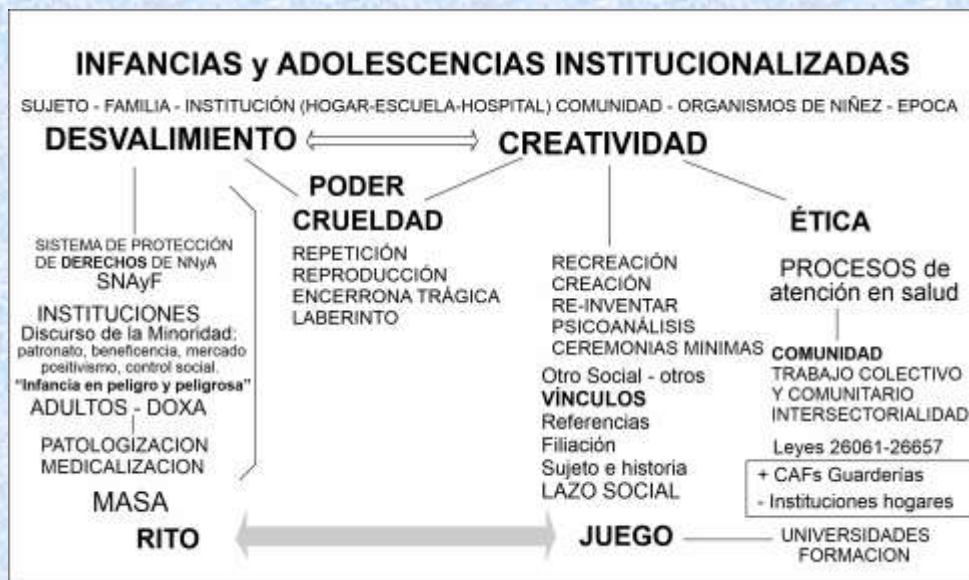 INFANCIAS y ADOLESCENCIAS INSTITUCIONALIZADAS
SUJETO - FAMILIA - INSTITUCIÓN (HOGAR-ESCUELA-HOSPITAL) COMUNIDAD - ORGANISMOS DE NIÑEZ - EPOCA
DESVALIMIENTO
CREATIVIDAD
PODER
CRUELDAD
REPETICIÓN
REPRODUCCIÓN
ENCERRONA TRÁGICA
LABERINTO
SISTEMA DE PROTECCIÓN
DE DERECHOS DE NNyA
SNAyF
INSTITUCIONES
Discurso de la Minoridad:
patronato, beneficencia, mercado
positivismo, control social.
"Infancia en peligro y peligrosa"
ADULTOS - DOXA
PATOLOGIZACION
MEDICALIZACION
MASA
RITO
RECREACIÓN
CREACIÓN
RE-INVENTAR
PSICOANÁLISIS
CEREMONIAS MINIMAS
Otro Social - otros
VÍNCULOS
Referencias
Filiación
Sujeto e historia
LAZO SOCIAL
JUEGO
ÉTICA
PROCESOS de
atención en salud
COMUNIDAD
TRABAJO COLECTIVO
Y COMUNITARIO
INTERSECTORIALIDAD
Leyes 26061-26657
+ CAFs Guarderías
- Instituciones hogares
UNIVERSIDADES
FORMACION